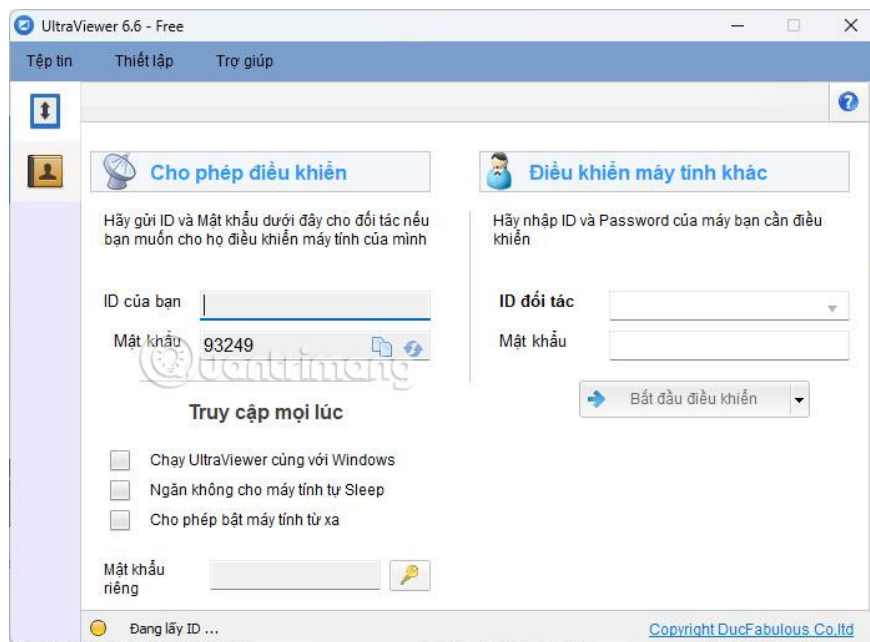 UltraViewer 6.6 - Free
Tệp tin Thiết lập Trợ giúp
Cho phép điều khiển
Hãy gửi ID và Mật khẩu dưới đây cho đối tác nếu
bạn muốn cho họ điều khiển máy tính của mình
ID của bạn
Mật khẩu 93249
Quantrimang
Truy cập mọi lúc
Chạy UltraViewer cùng với Windows
Ngăn không cho máy tính tự Sleep
Cho phép bật máy tính từ xa
Mật khẩu
riêng
Điều khiển máy tính khác
Hãy nhập ID và Password của máy bạn cần điều
khiển
ID đối tác
Mật khẩu
Bắt đầu điều khiển
Đang lấy ID ...
Copyright DucFabulous Co,ltd